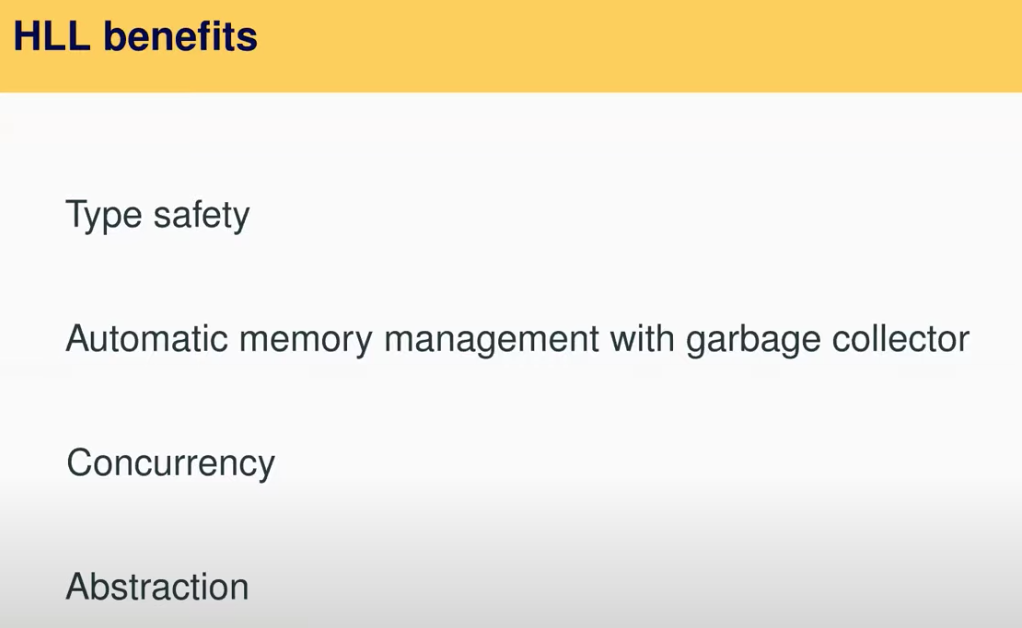 HLL benefits
Type safety
Automatic memory management with garbage collector
Concurrency
Abstraction